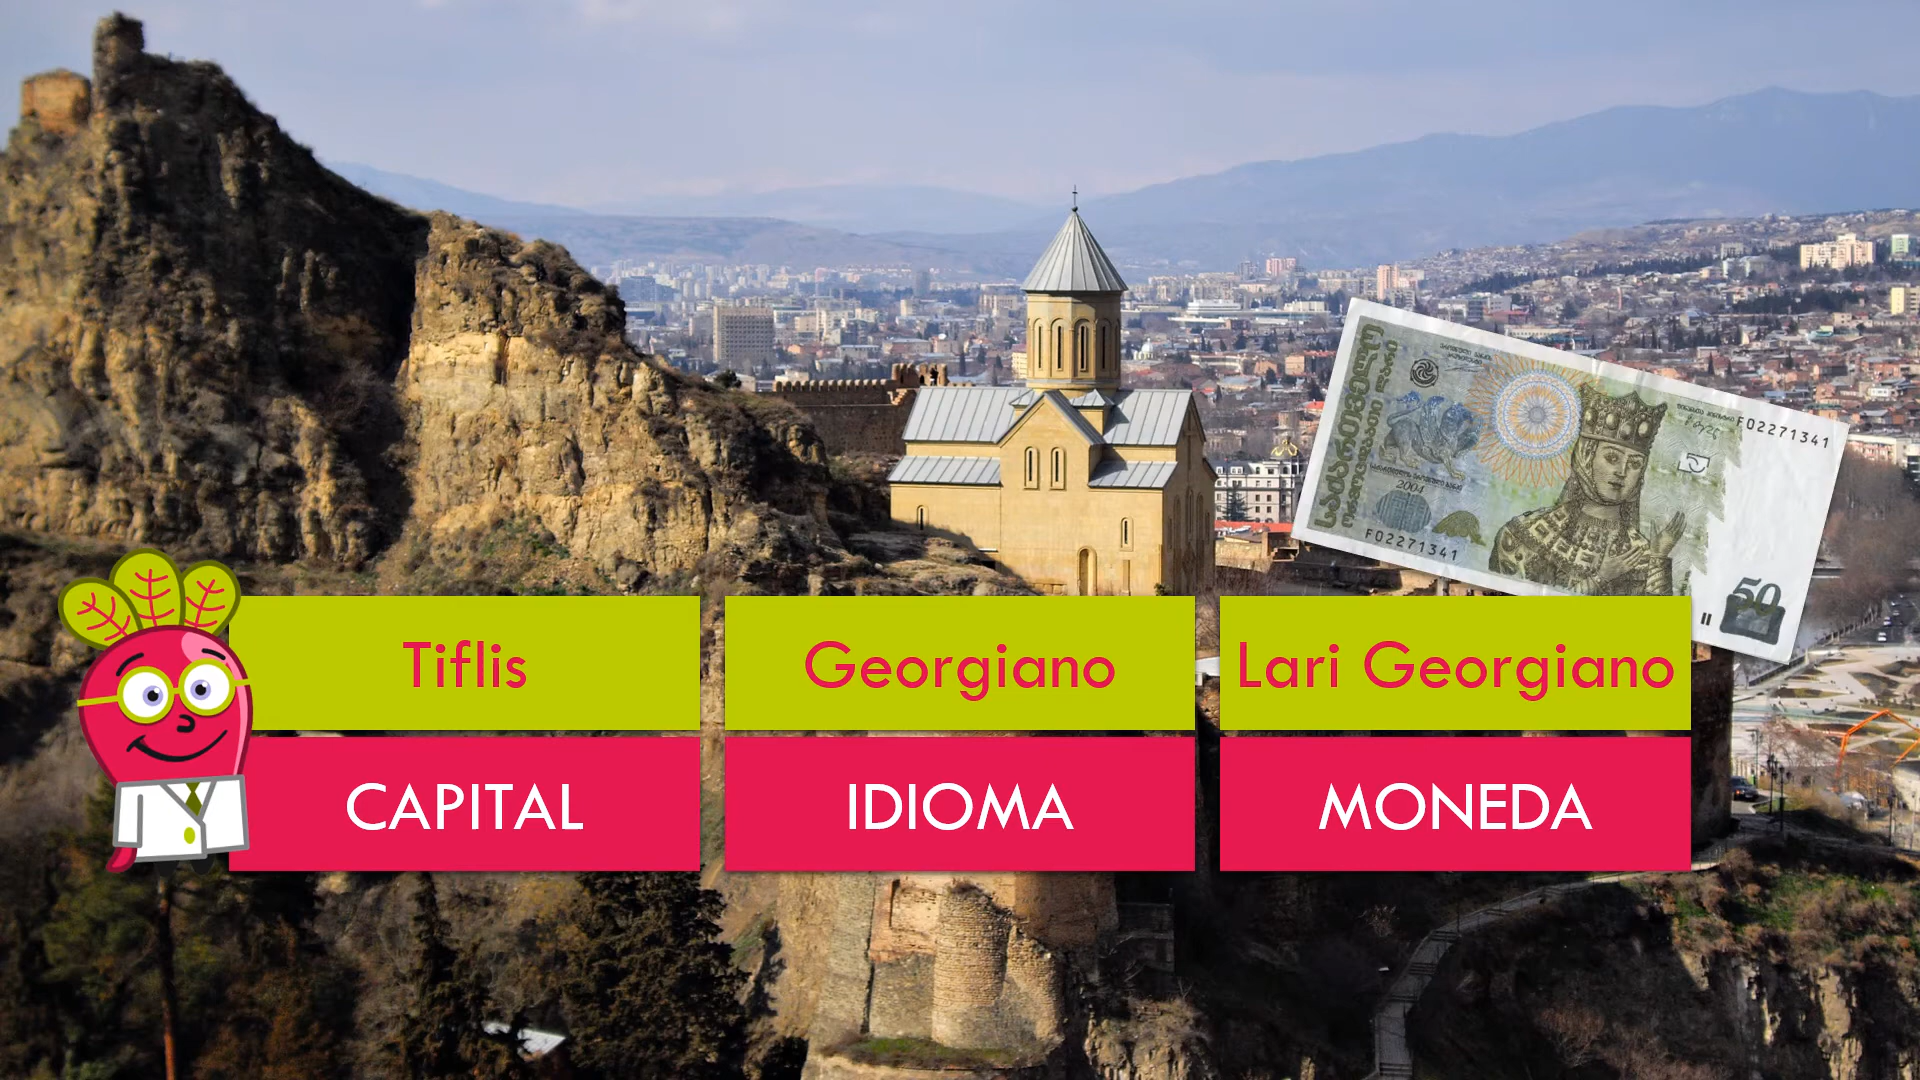 F02271341
2004
F02271341
50
Tiflis
Georgiano
Lari Georgiano
CAPITAL
IDIOMA
MONEDA